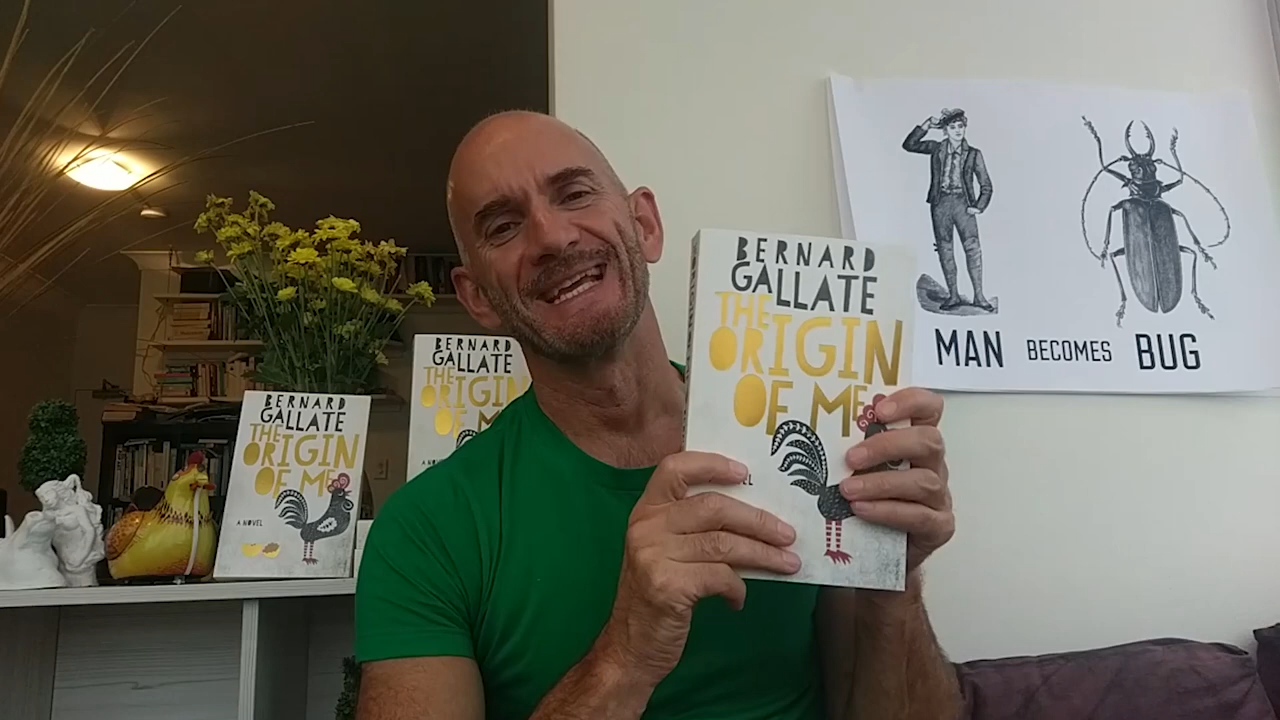 BERNARD
GALLATE
THE
ORIGIN
OF ME
A NOVEL
BERNARD
GALLATE
THE
ORIGIN
OF M
BERNARD
GALLATE
THE
ORIGIN
OF ME
MAN BECOMES BUG